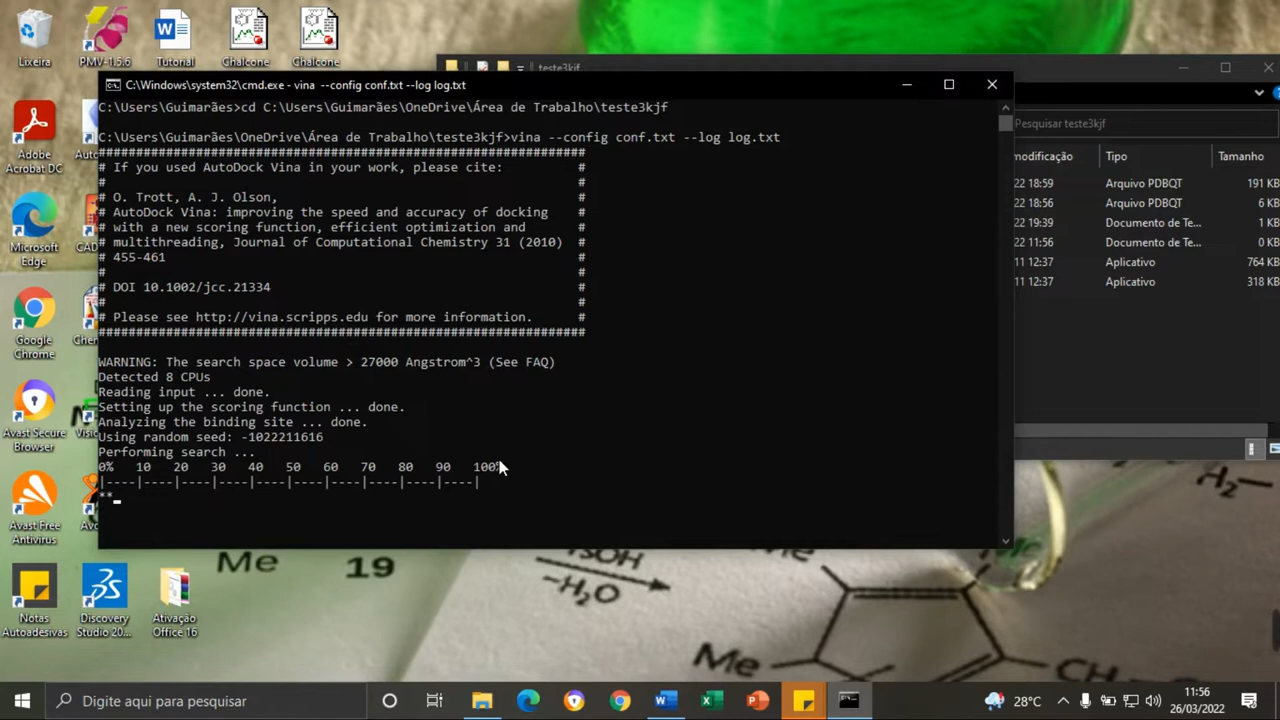 Lixeira
PMV-1.5.6
Tutorial
Chalcone
Chalcone
teste3kjf
C:\Windows\system32\cmd.exe - vina --config conf.txt --log log.txt
C:\Users\Guimarães>cd C:\Users\Guimarães\OneDrive\Área de Trabalho\teste3kjf
C:\Users\Guimarães\OneDrive\Área de Trabalho\teste3kjf>vina --config conf.txt --log log.txt
#################################################################
# If you used AutoDock Vina in your work, please cite: #
# #
# O. Trott, A. J. Olson, #
# AutoDock Vina: improving the speed and accuracy of docking #
# with a new scoring function, efficient optimization and #
# multithreading, Journal of Computational Chemistry 31 (2010) #
# 455-461 #
# #
# DOI 10.1002/jcc.21334 #
# #
# Please see http://vina.scripps.edu for more information. #
#################################################################
WARNING: The search space volume > 27000 Angstrom^3 (See FAQ)
Detected 8 CPUs
Reading input ... done.
Setting up the scoring function ... done.
Analyzing the binding site ... done.
Using random seed: -1022211616
Performing search ...
0% 10 20 30 40 50 60 70 80 90 100%
|----|----|----|----|----|----|----|----|----|----|
**
Pesquisar teste3kjf
modificação Tipo Tamanho
22 18:59 Arquivo PDBQT 191 KB
22 18:56 Arquivo PDBQT 6 KB
22 19:39 Documento de Te...
22 11:56 Documento de Te... 0 KB
11 12:37 Aplicativo 764 KB
11 12:37 Aplicativo 318 KB
Adobe
Acrobat DC
Microsoft
Edge
Google
Chrome
Avast Secure
Browser
Avast Free
Antivirus
Notas
Autoadesivas
Discovery
Studio 20...
Ativação
Office 16
Me 19
TsOH
−H₂O
H₂−
Me
Digite aqui para pesquisar
28°C
11:56
26/03/2022